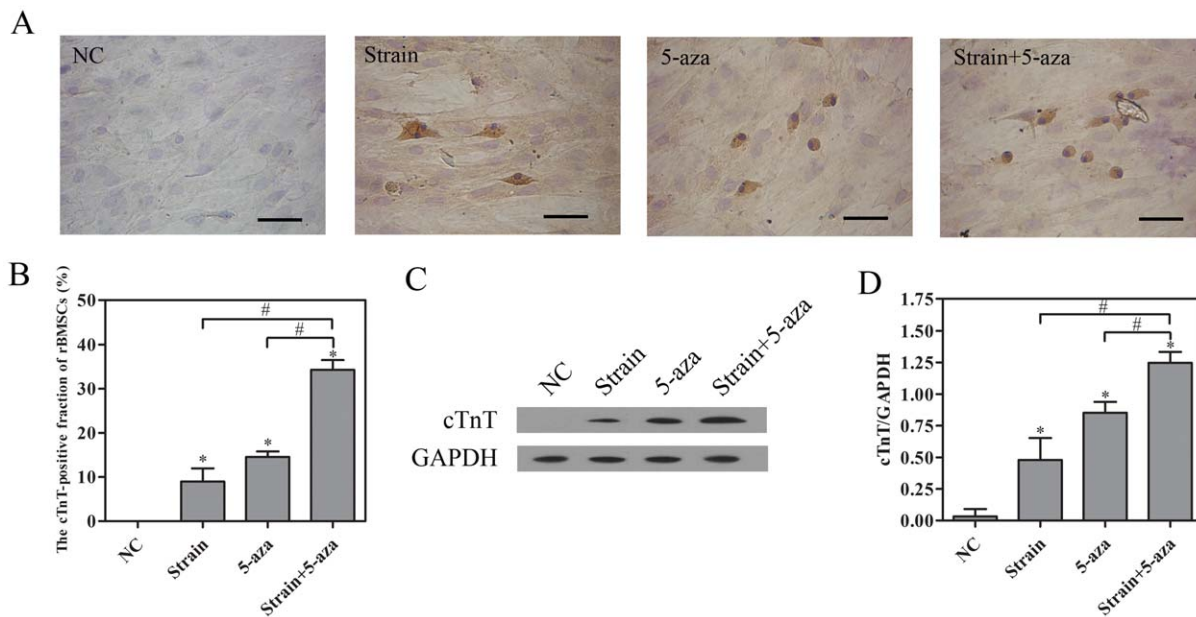 A
NC
Strain
5-aza
Strain+5-aza
B
The cTnT-positive fraction of rBMSCs (%)
50
40
30
20
10
0
#
#
*
*
*
NC
Strain
5-aza
Strain+5-aza
C
NC
Strain
5-aza
Strain+5-aza
cTnT
GAPDH
D
cTnT/GAPDH
1.75
1.50
1.25
1.00
0.75
0.50
0.25
0.00
#
#
*
*
*
NC
Strain
5-aza
Strain+5-aza